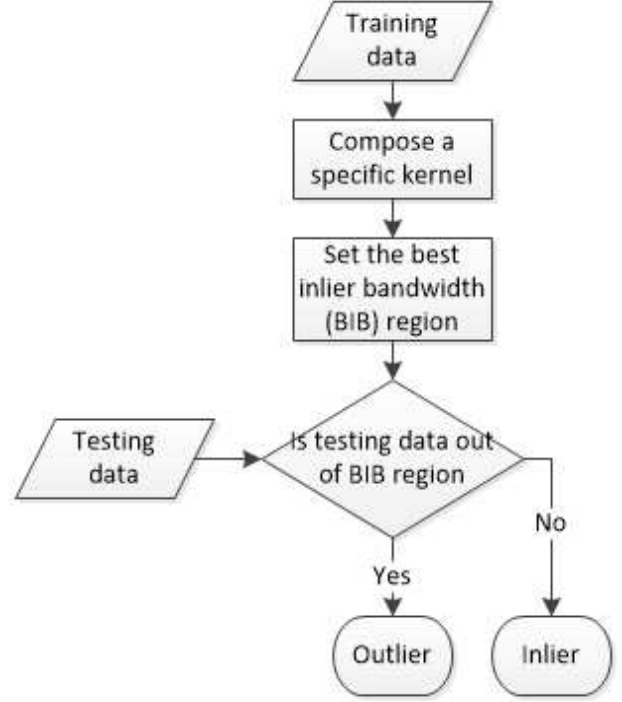 Training
data
Compose a
specific kernel
Set the best
inlier bandwidth
(BIB) region
Testing
data
Is testing data out
of BIB region
No
Yes
Outlier
Inlier